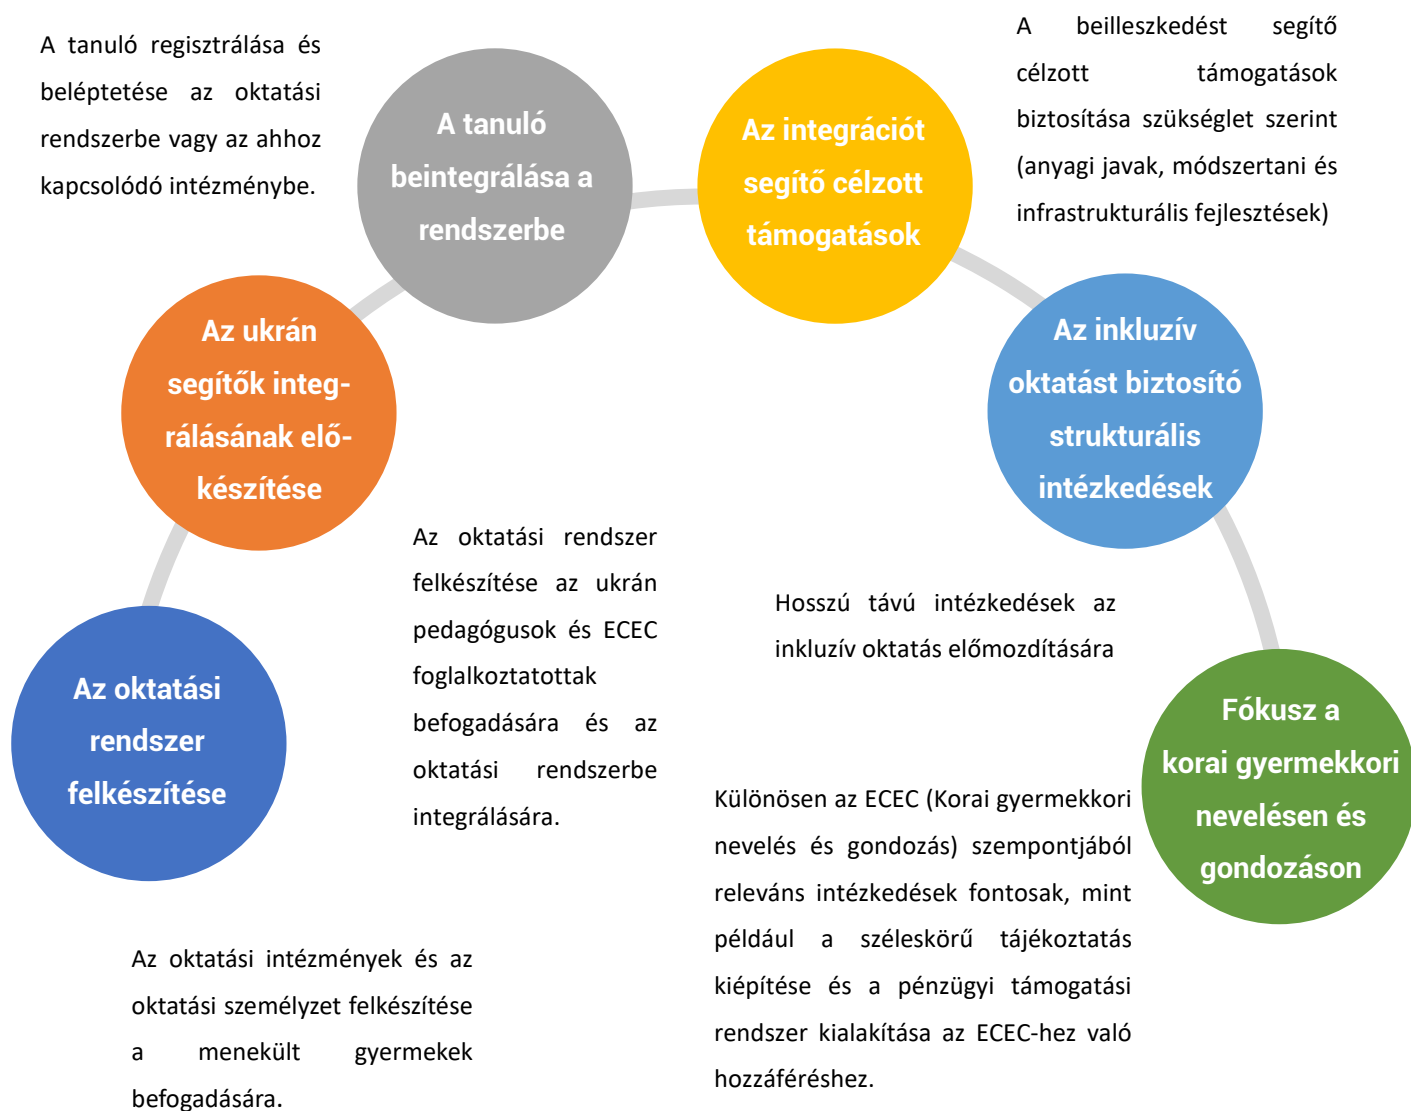 A tanuló regisztrálása és
beléptetése az oktatási
rendszerbe vagy az ahhoz
kapcsolódó intézménybe.
A tanuló
beintegrálása a
rendszerbe
Az integrációt
segítő célzott
támogatások
A beilleszkedést segítő
célzott támogatások
biztosítása szükséglet szerint
(anyagi javak, módszertani és
infrastrukturális fejlesztések)
Az ukrán
segítők integ-
rálásának elő-
készítése
Az inkluzív
oktatást biztosító
strukturális
intézkedések
Az oktatási rendszer
felkészítése az ukrán
pedagógusok és ECEC
foglalkoztatottak
befogadására és az
oktatási rendszerbe
integrálására.
Hosszú távú intézkedések az
inkluzív oktatás előmozdítására
Az oktatási
rendszer
felkészítése
Fókusz a
korai gyermekkori
nevelésen és
gondozáson
Különösen az ECEC (Korai gyermekkori
nevelés és gondozás) szempontjából
releváns intézkedések fontosak, mint
például a széleskörű tájékoztatás
kiépítése és a pénzügyi támogatási
rendszer kialakítása az ECEC-hez való
hozzáféréshez.
Az oktatási intézmények és az
oktatási személyzet felkészítése
a menekült gyermekek
befogadására.